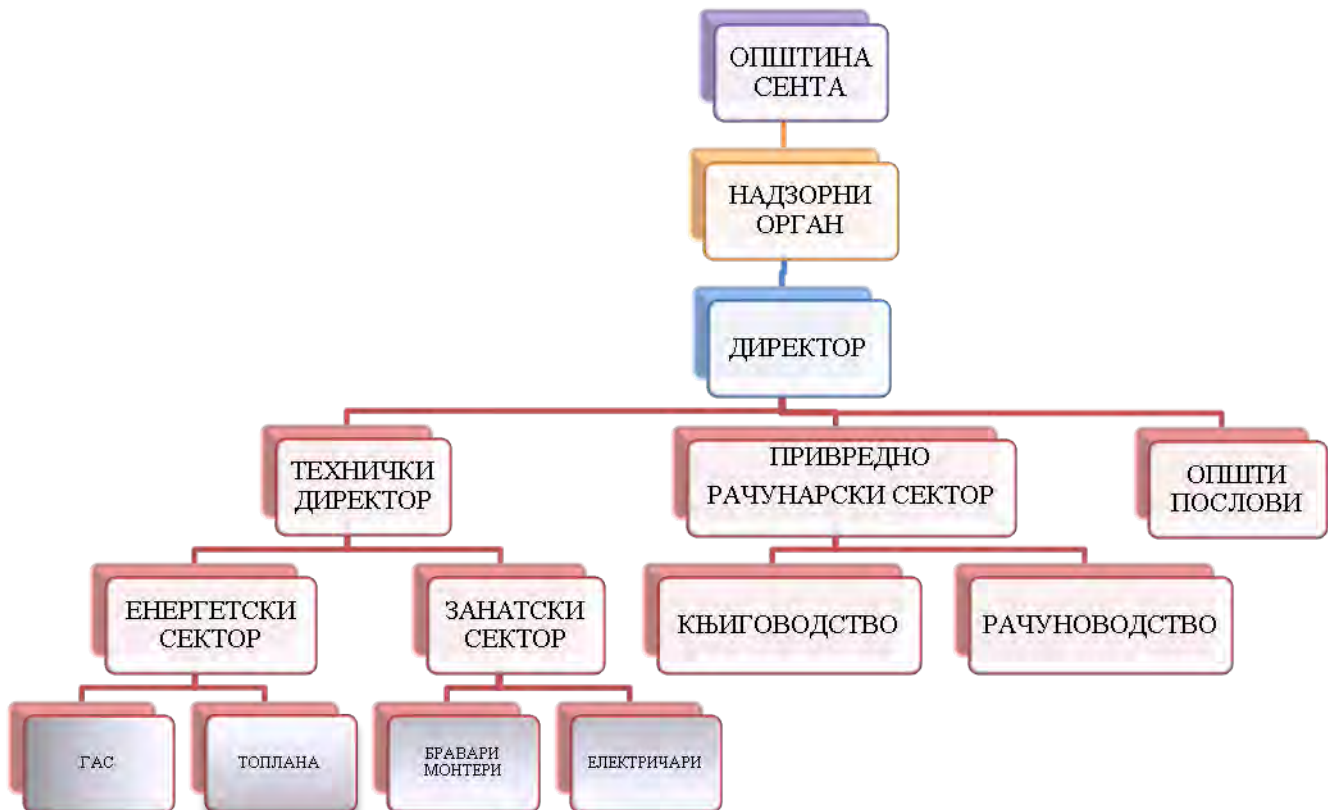 ОПШТИНА
СЕНТА
НАДЗОРНИ
ОРГАН
ДИРЕКТОР
ТЕХНИЧКИ
ДИРЕКТОР
ПРИВРЕДНО
РАЧУНАРСКИ СЕКТОР
ОПШТИ
ПОСЛОВИ
ЕНЕРГЕТСКИ
СЕКТОР
ЗАНАТСКИ
СЕКТОР
КЊИГОВОДСТВО
РАЧУНОВОДСТВО
ГАС
ТОПЛАНА
БРАВАРИ
МОНТЕРИ
ЕЛЕКТРИЧАРИ